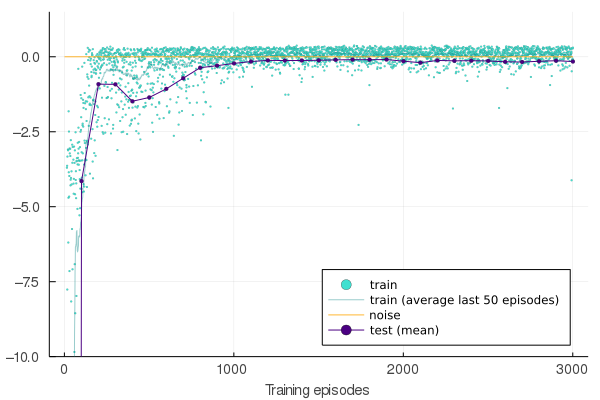 0.0
−2.5
−5.0
−7.5
−10.0
train
train (average last 50 episodes)
noise
test (mean)
0 1000 2000 3000
Training episodes